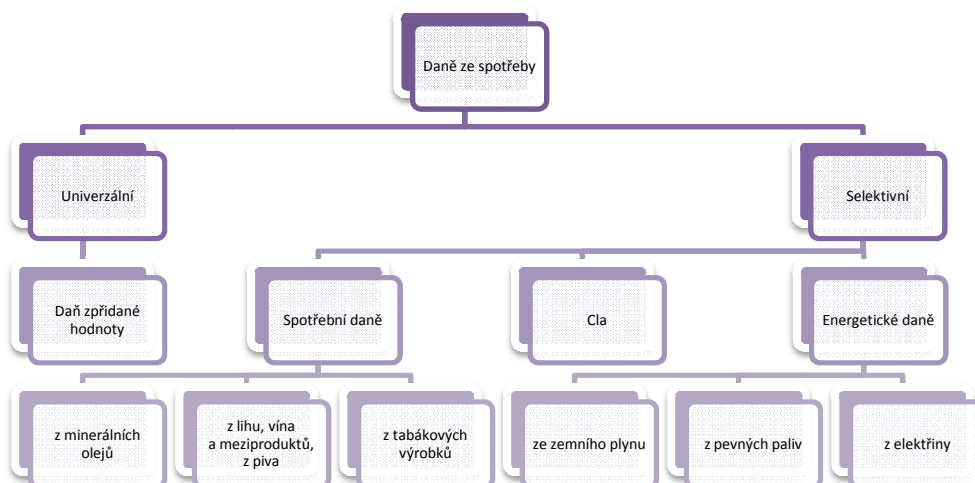 Daně ze spotřeby
Univerzální
Selektivní
Daň zpřidané
hodnoty
Spotřební daně
Cla
Energetické daně
z minerálních
olejů
z lihu, vína
a meziproduktů,
z piva
z tabákových
výrobků
ze zemního plynu
z pevných paliv
z elektřiny